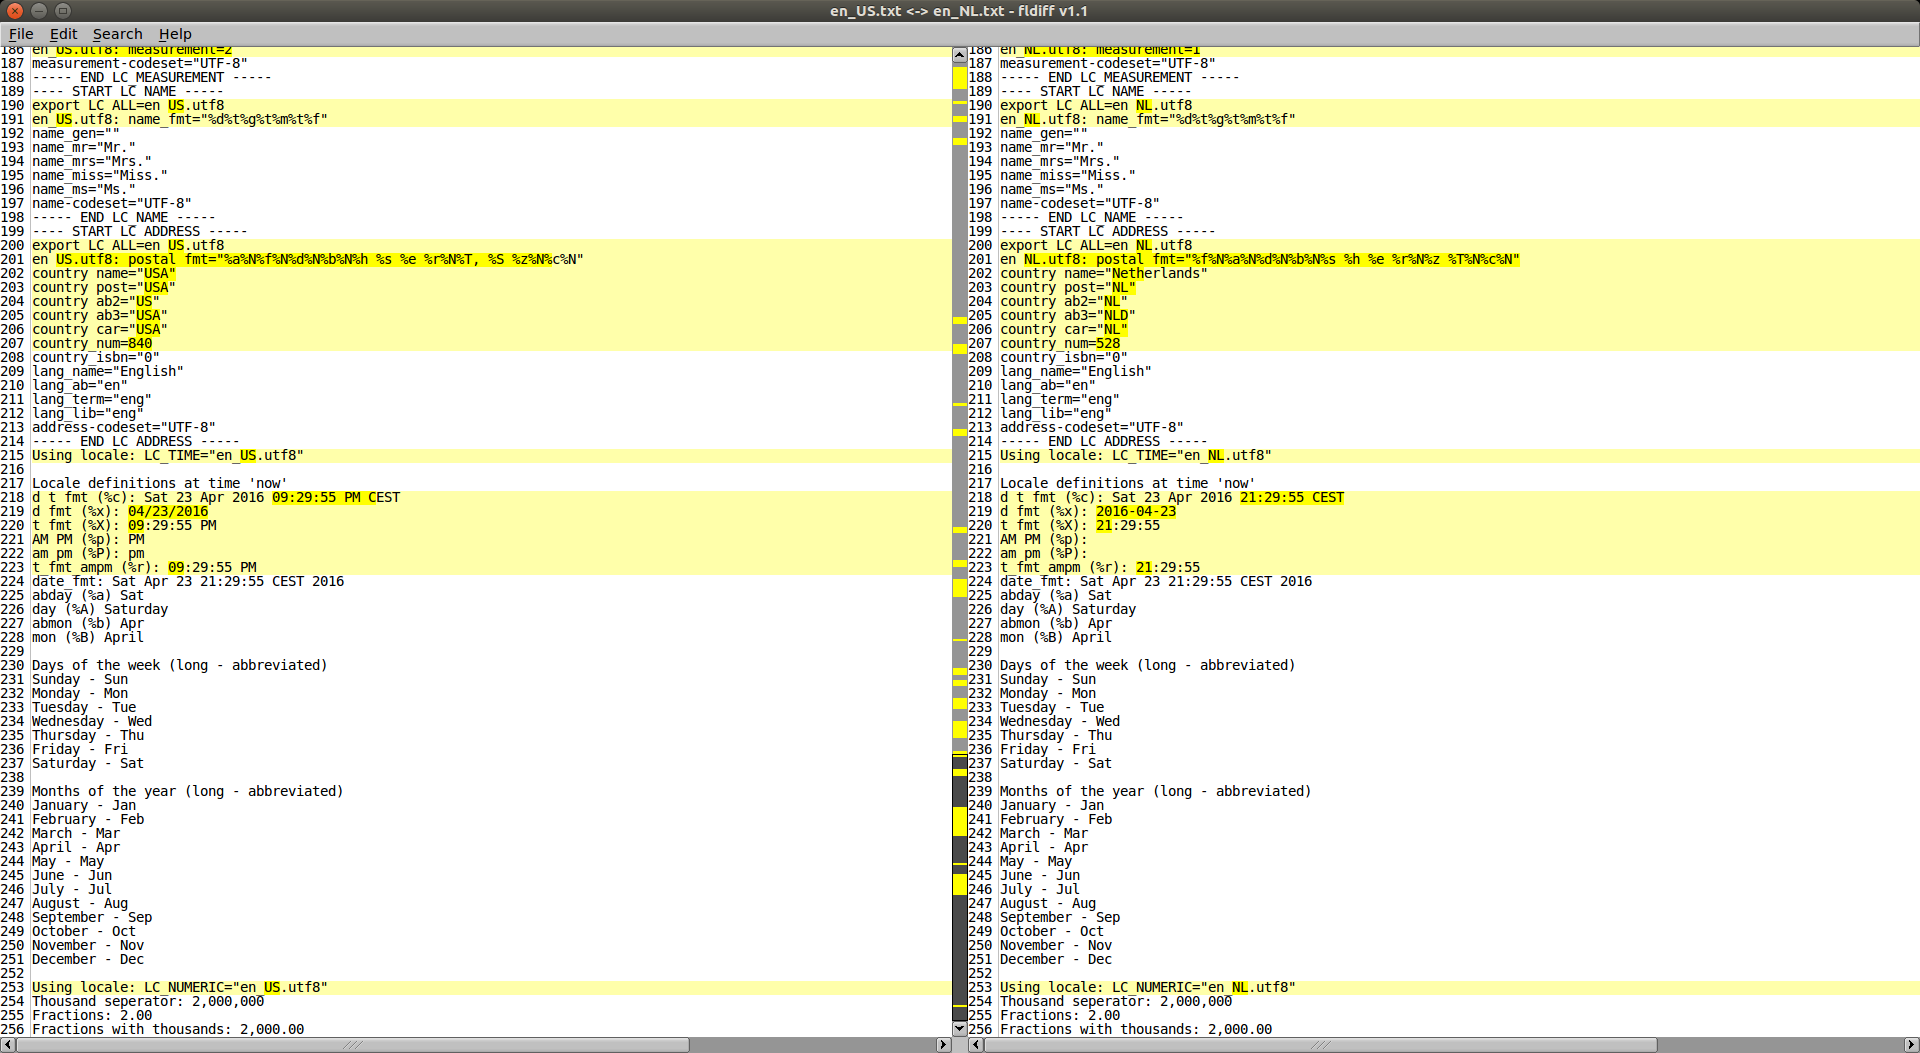 en_US.txt <-> en_NL.txt - fldiff v1.1
File Edit Search Help
186 en_US.utf8: measurement=2
187 measurement-codeset="UTF-8"
188 ----- END LC_MEASUREMENT -----
189 ---- START LC_NAME -----
190 export LC_ALL=en_US.utf8
191 en_US.utf8: name_fmt="%d%t%g%t%m%t%f"
192 name_gen=""
193 name_mr="Mr."
194 name_mrs="Mrs."
195 name_miss="Miss."
196 name_ms="Ms."
197 name-codeset="UTF-8"
198 ----- END LC_NAME -----
199 ---- START LC_ADDRESS -----
200 export LC_ALL=en_US.utf8
201 en_US.utf8: postal_fmt="%a%N%f%N%d%N%b%N%h %s %e %r%N%T, %S %z%N%c%N"
202 country_name="USA"
203 country_post="USA"
204 country_ab2="US"
205 country_ab3="USA"
206 country_car="USA"
207 country_num=840
208 country_isbn="0"
209 lang_name="English"
210 lang_ab="en"
211 lang_term="eng"
212 lang_lib="eng"
213 address-codeset="UTF-8"
214 ----- END LC_ADDRESS -----
215 Using locale: LC_TIME="en_US.utf8"
216
217 Locale definitions at time 'now'
218 d_t_fmt (%c): Sat 23 Apr 2016 09:29:55 PM CEST
219 d_fmt (%x): 04/23/2016
220 t_fmt (%X): 09:29:55 PM
221 AM_PM (%p): PM
222 am_pm (%P): pm
223 t_fmt_ampm (%r): 09:29:55 PM
224 date_fmt: Sat Apr 23 21:29:55 CEST 2016
225 abday (%a) Sat
226 day (%A) Saturday
227 abmon (%b) Apr
228 mon (%B) April
229
230 Days of the week (long - abbreviated)
231 Sunday - Sun
232 Monday - Mon
233 Tuesday - Tue
234 Wednesday - Wed
235 Thursday - Thu
236 Friday - Fri
237 Saturday - Sat
238
239 Months of the year (long - abbreviated)
240 January - Jan
241 February - Feb
242 March - Mar
243 April - Apr
244 May - May
245 June - Jun
246 July - Jul
247 August - Aug
248 September - Sep
249 October - Oct
250 November - Nov
251 December - Dec
252
253 Using locale: LC_NUMERIC="en_US.utf8"
254 Thousand seperator: 2,000,000
255 Fractions: 2.00
256 Fractions with thousands: 2,000.00
186 en_NL.utf8: measurement=1
187 measurement-codeset="UTF-8"
188 ----- END LC_MEASUREMENT -----
189 ---- START LC_NAME -----
190 export LC_ALL=en_NL.utf8
191 en_NL.utf8: name_fmt="%d%t%g%t%m%t%f"
192 name_gen=""
193 name_mr="Mr."
194 name_mrs="Mrs."
195 name_miss="Miss."
196 name_ms="Ms."
197 name-codeset="UTF-8"
198 ----- END LC_NAME -----
199 ---- START LC_ADDRESS -----
200 export LC_ALL=en_NL.utf8
201 en_NL.utf8: postal_fmt="%f%N%a%N%d%N%b%N%s %h %e %r%N%z %T%N%c%N"
202 country_name="Netherlands"
203 country_post="NL"
204 country_ab2="NL"
205 country_ab3="NLD"
206 country_car="NL"
207 country_num=528
208 country_isbn="0"
209 lang_name="English"
210 lang_ab="en"
211 lang_term="eng"
212 lang_lib="eng"
213 address-codeset="UTF-8"
214 ----- END LC_ADDRESS -----
215 Using locale: LC_TIME="en_NL.utf8"
216
217 Locale definitions at time 'now'
218 d_t_fmt (%c): Sat 23 Apr 2016 21:29:55 CEST
219 d_fmt (%x): 2016-04-23
220 t_fmt (%X): 21:29:55
221 AM_PM (%p):
222 am_pm (%P):
223 t_fmt_ampm (%r): 21:29:55
224 date_fmt: Sat Apr 23 21:29:55 CEST 2016
225 abday (%a) Sat
226 day (%A) Saturday
227 abmon (%b) Apr
228 mon (%B) April
229
230 Days of the week (long - abbreviated)
231 Sunday - Sun
232 Monday - Mon
233 Tuesday - Tue
234 Wednesday - Wed
235 Thursday - Thu
236 Friday - Fri
237 Saturday - Sat
238
239 Months of the year (long - abbreviated)
240 January - Jan
241 February - Feb
242 March - Mar
243 April - Apr
244 May - May
245 June - Jun
246 July - Jul
247 August - Aug
248 September - Sep
249 October - Oct
250 November - Nov
251 December - Dec
252
253 Using locale: LC_NUMERIC="en_NL.utf8"
254 Thousand seperator: 2,000,000
255 Fractions: 2.00
256 Fractions with thousands: 2,000.00